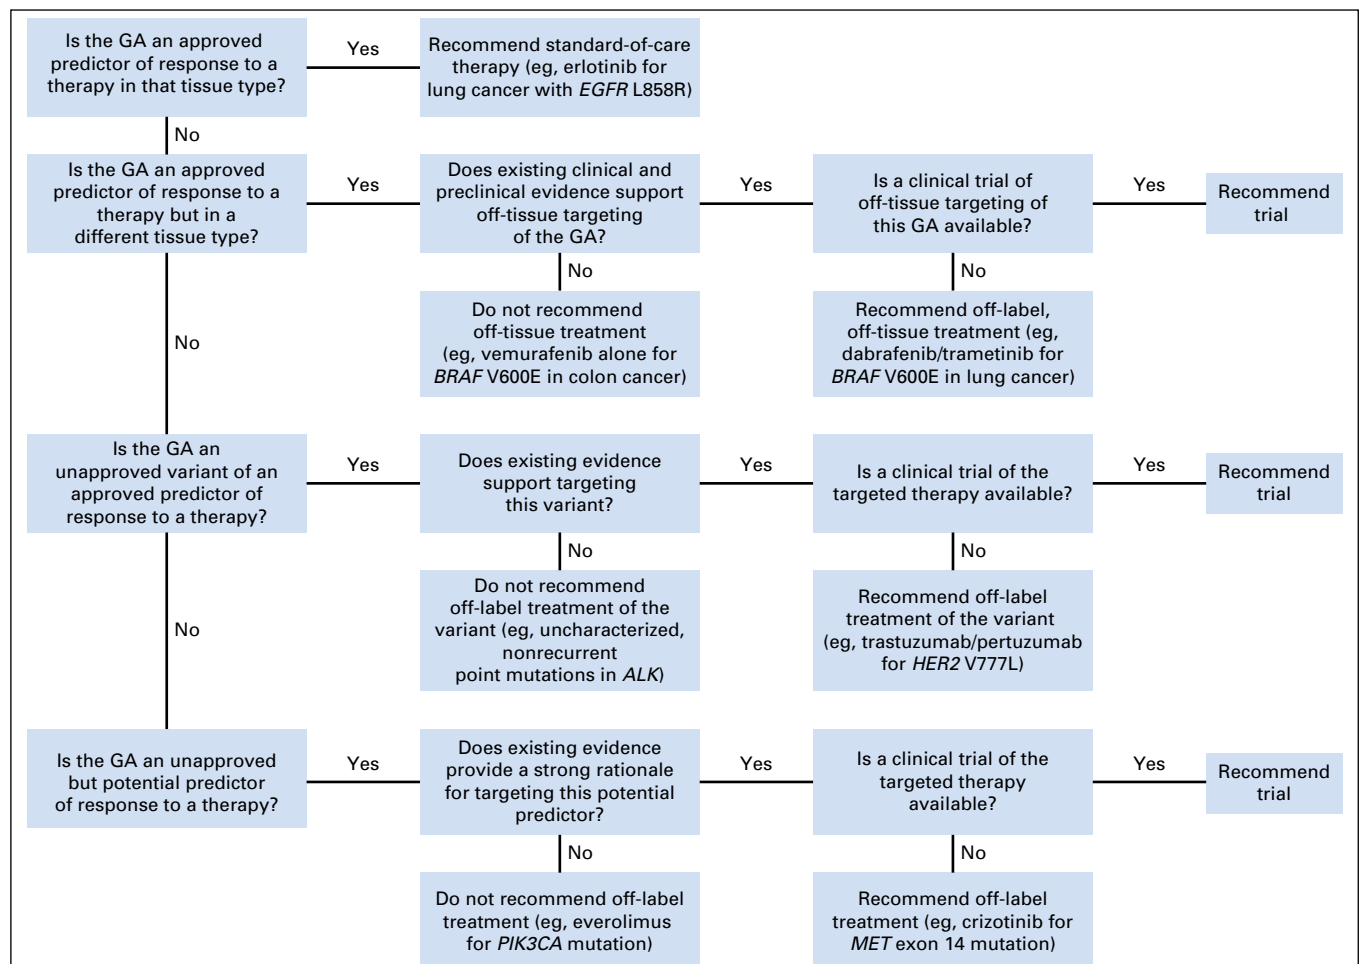 Is the GA an approved
predictor of response to a
therapy in that tissue type?
Yes
Recommend standard-of-care
therapy (eg, erlotinib for
lung cancer with EGFR L858R)
No
Is the GA an approved
predictor of response to a
therapy but in a
different tissue type?
Yes
Does existing clinical and
preclinical evidence support
off-tissue targeting
of the GA?
Yes
Is a clinical trial of
off-tissue targeting of
this GA available?
Yes
Recommend
trial
No
No
Do not recommend
off-tissue treatment
(eg, vemurafenib alone for
BRAF V600E in colon cancer)
Recommend off-label,
off-tissue treatment (eg,
dabrafenib/trametinib for
BRAF V600E in lung cancer)
No
Is the GA an
unapproved variant of an
approved predictor of
response to a therapy?
Yes
Does existing evidence
support targeting
this variant?
Yes
Is a clinical trial of the
targeted therapy available?
Yes
Recommend
trial
No
No
Do not recommend
off-label treatment of the
variant (eg, uncharacterized,
nonrecurrent
point mutations in ALK)
Recommend off-label
treatment of the variant
(eg, trastuzumab/pertuzumab
for HER2 V777L)
No
Is the GA an unapproved
but potential predictor
of response to a therapy?
Yes
Does existing evidence
provide a strong rationale
for targeting this potential
predictor?
Yes
Is a clinical trial of the
targeted therapy
available?
Yes
Recommend
trial
No
No
Do not recommend off-label
treatment (eg, everolimus
for PIK3CA mutation)
Recommend off-label
treatment (eg, crizotinib for
MET exon 14 mutation)